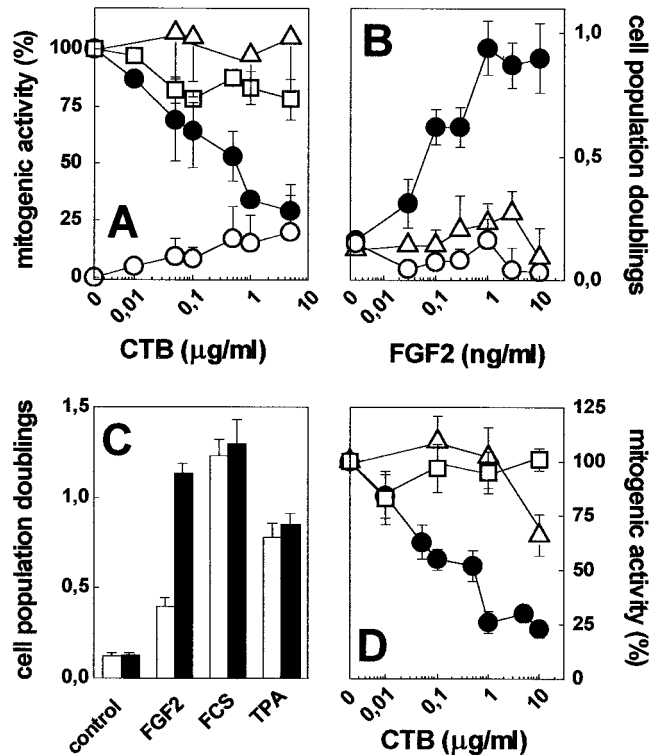 A
mitogenic activity (%)
100
75
50
25
0
0
0,01
0,1
1
10
CTB (µg/ml)
B
cell population doublings
1,0
0,5
0,0
0
0,01
0,1
1
10
FGF2 (ng/ml)
C
cell population doublings
1,5
1,0
0,5
0,0
control
FGF2
FCS
TPA
D
mitogenic activity (%)
125
100
75
50
25
0
0
0,01
0,1
1
10
CTB (µg/ml)